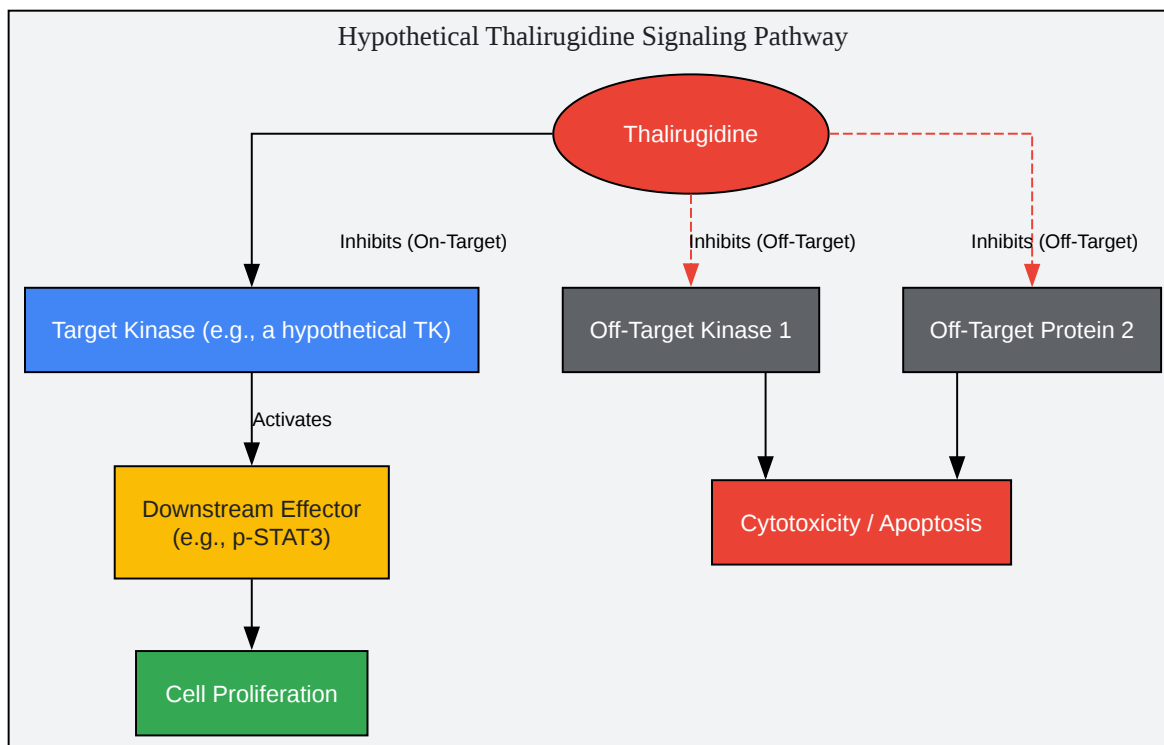 Hypothetical Thalirugidine Signaling Pathway
Thalirugidine
Inhibits (On-Target)
Inhibits (Off-Target)
Inhibits (Off-Target)
Target Kinase (e.g., a hypothetical TK)
Off-Target Kinase 1
Off-Target Protein 2
Activates
Downstream Effector
(e.g., p-STAT3)
Cytotoxicity / Apoptosis
Cell Proliferation